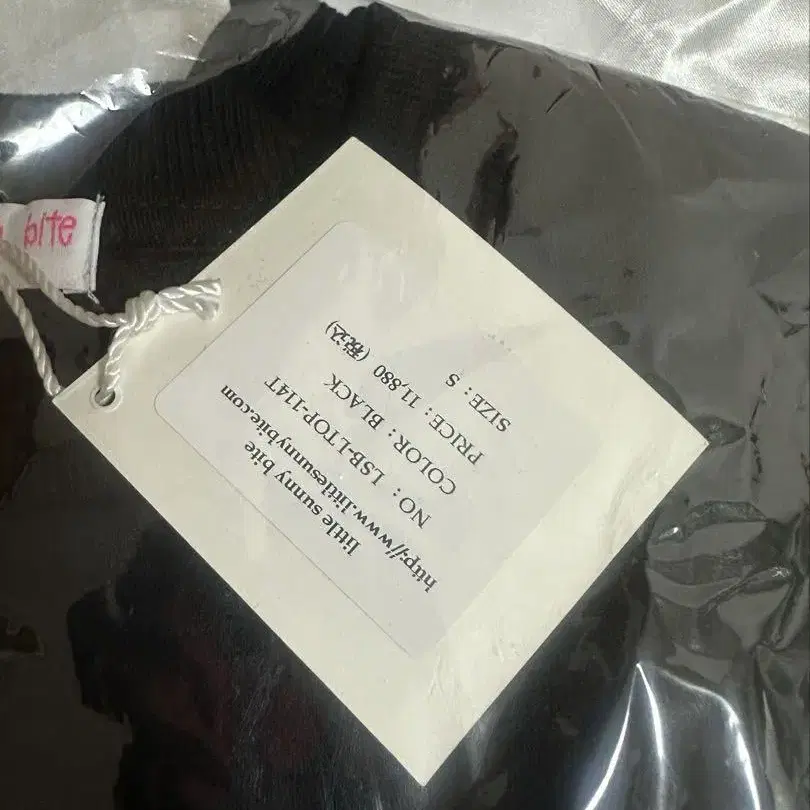 bite
little sunny bite
http://www.littlesunnybite.com
NO : LSB-LTOP-114T
COLOR : BLACK
PRICE : 11,880 (税込)
SIZE : S